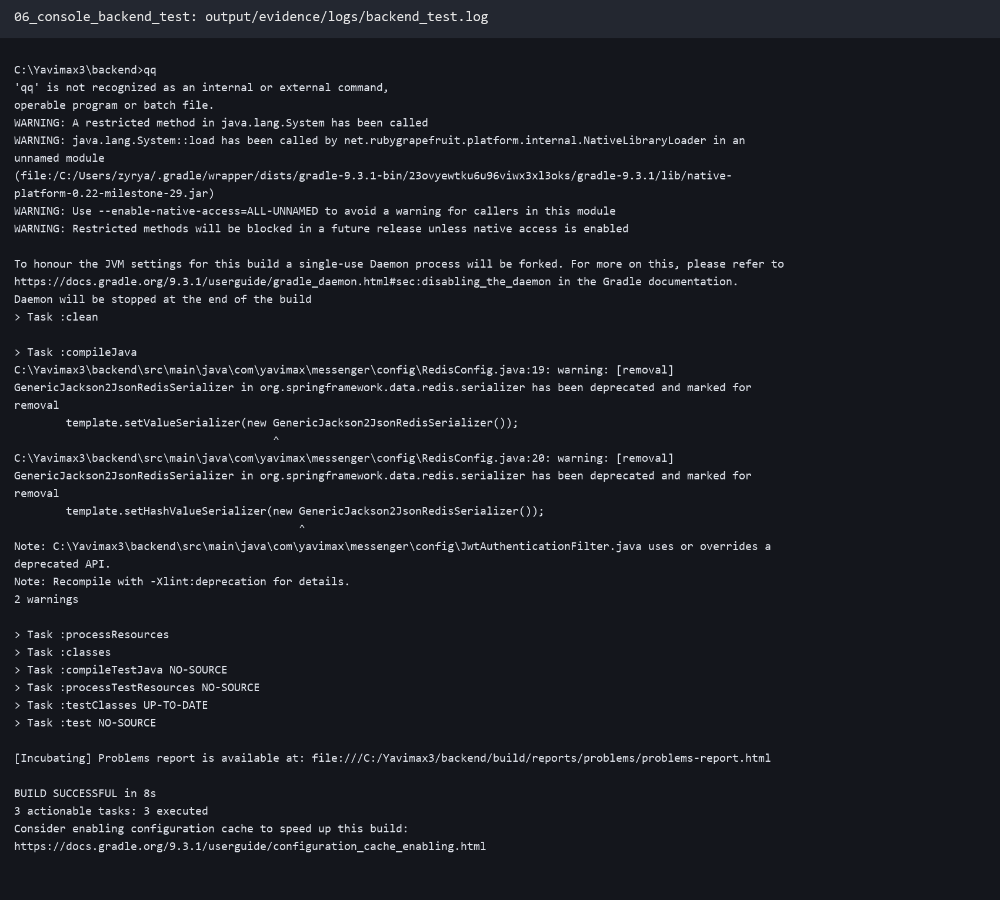 06_console_backend_test: output/evidence/logs/backend_test.log
C:\Yavimax3\backend>qq
'qq' is not recognized as an internal or external command,
operable program or batch file.
WARNING: A restricted method in java.lang.System has been called
WARNING: java.lang.System::load has been called by net.rubygrapefruit.platform.internal.NativeLibraryLoader in an
unnamed module
(file:/C:/Users/zyrya/.gradle/wrapper/dists/gradle-9.3.1-bin/23ovyewtku6u96viwx3xl3oks/gradle-9.3.1/lib/native-
platform-0.22-milestone-29.jar)
WARNING: Use --enable-native-access=ALL-UNNAMED to avoid a warning for callers in this module
WARNING: Restricted methods will be blocked in a future release unless native access is enabled
To honour the JVM settings for this build a single-use Daemon process will be forked. For more on this, please refer to
https://docs.gradle.org/9.3.1/userguide/gradle_daemon.html#sec:disabling_the_daemon in the Gradle documentation.
Daemon will be stopped at the end of the build
> Task :clean
> Task :compileJava
C:\Yavimax3\backend\src\main\java\com\yavimax\messenger\config\RedisConfig.java:19: warning: [removal]
GenericJackson2JsonRedisSerializer in org.springframework.data.redis.serializer has been deprecated and marked for
removal
        template.setValueSerializer(new GenericJackson2JsonRedisSerializer());
                                        ^
C:\Yavimax3\backend\src\main\java\com\yavimax\messenger\config\RedisConfig.java:20: warning: [removal]
GenericJackson2JsonRedisSerializer in org.springframework.data.redis.serializer has been deprecated and marked for
removal
        template.setHashValueSerializer(new GenericJackson2JsonRedisSerializer());
                                            ^
Note: C:\Yavimax3\backend\src\main\java\com\yavimax\messenger\config\JwtAuthenticationFilter.java uses or overrides a
deprecated API.
Note: Recompile with -Xlint:deprecation for details.
2 warnings
> Task :processResources
> Task :classes
> Task :compileTestJava NO-SOURCE
> Task :processTestResources NO-SOURCE
> Task :testClasses UP-TO-DATE
> Task :test NO-SOURCE
[Incubating] Problems report is available at: file:///C:/Yavimax3/backend/build/reports/problems/problems-report.html
BUILD SUCCESSFUL in 8s
3 actionable tasks: 3 executed
Consider enabling configuration cache to speed up this build:
https://docs.gradle.org/9.3.1/userguide/configuration_cache_enabling.html